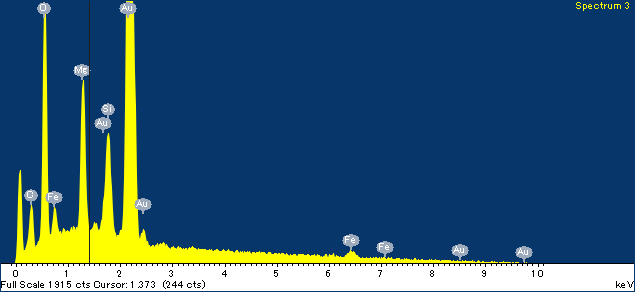 Spectrum 3
O Au
Mg
Si
Au
O Fe Au
Fe Fe Au Au
0 1 2 3 4 5 6 7 8 9 10
Full Scale 1915 cts Cursor: 1.373 (244 cts) keV